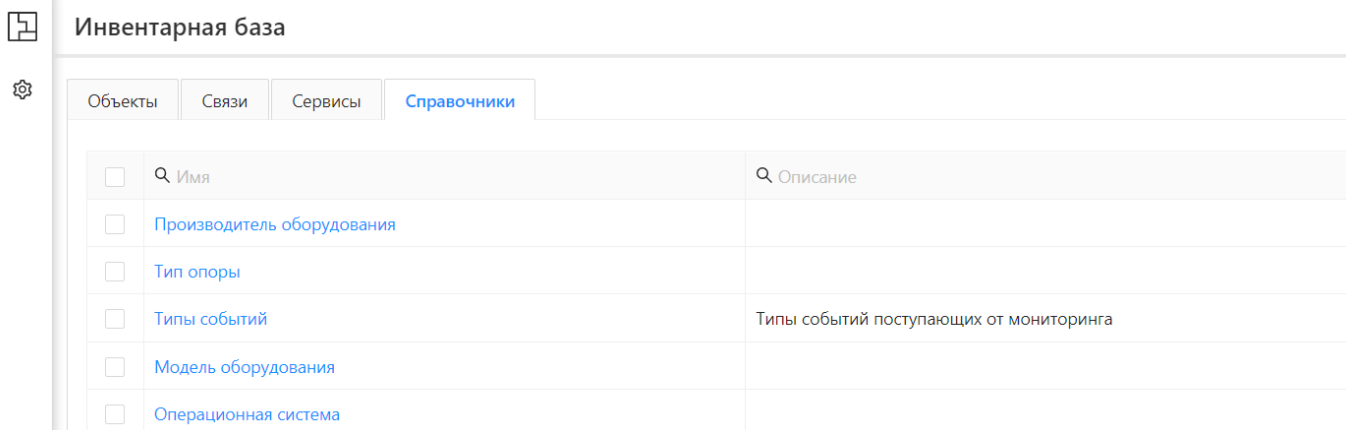 Инвентарная база
Объекты Связи Сервисы Справочники
Имя Описание
Производитель оборудования
Тип опоры
Типы событий Типы событий поступающих от мониторинга
Модель оборудования
Операционная система